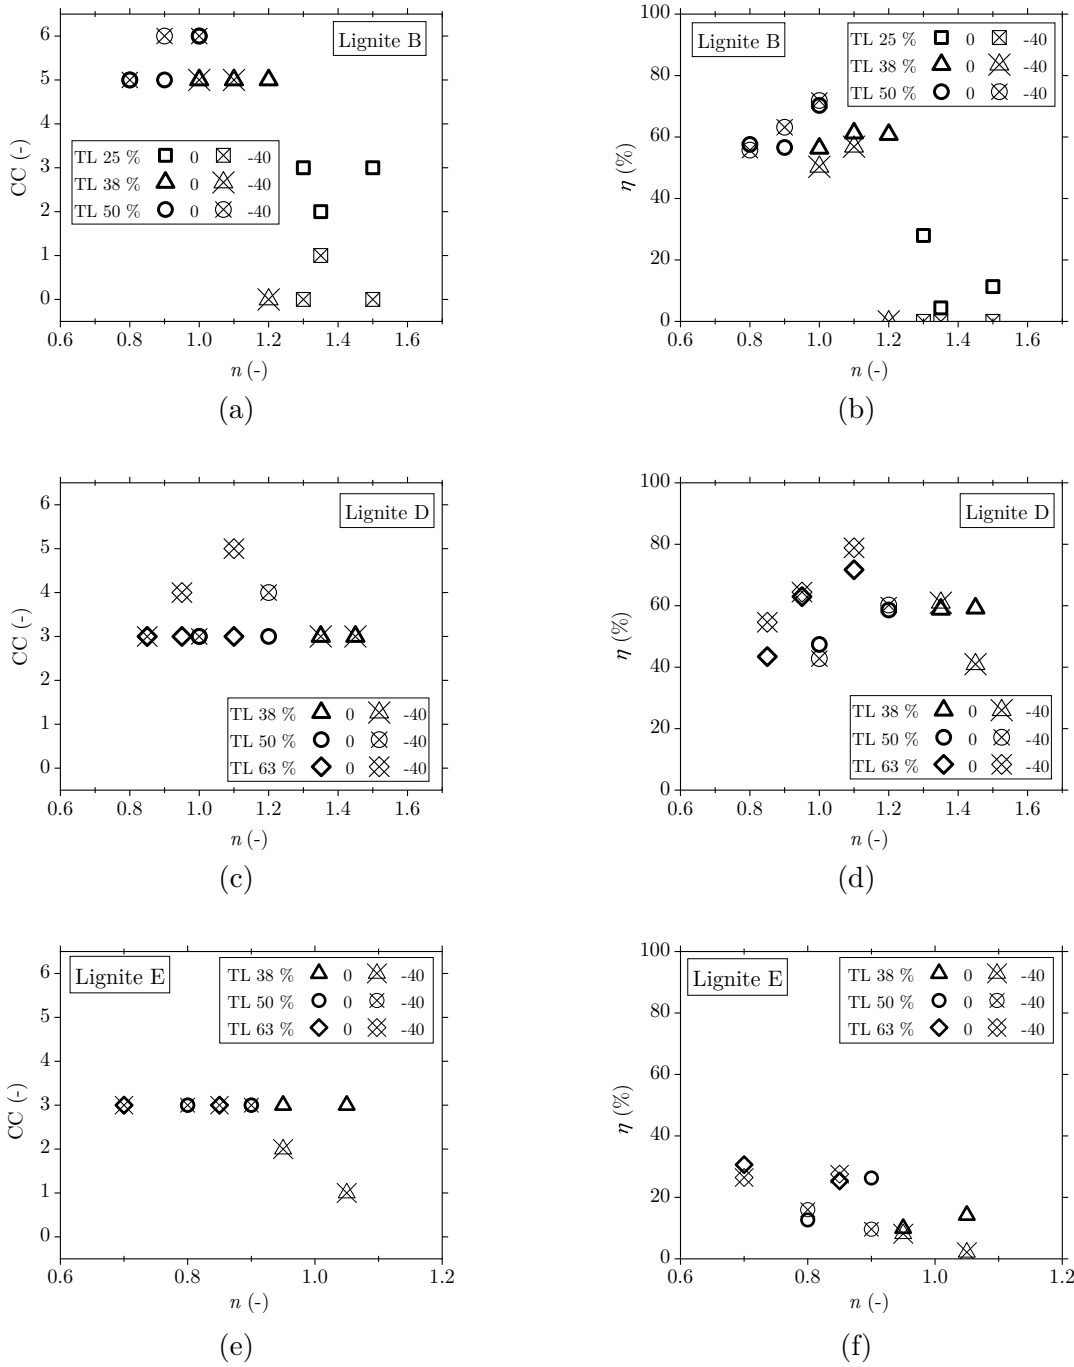 Lignite B
CC (-)
6
5
4
3
2
1
0
TL 25 % 0 -40
TL 38 % 0 -40
TL 50 % 0 -40
0.6 0.8 1.0 1.2 1.4 1.6
n (-)
(a)
Lignite B
TL 25 % 0 -40
TL 38 % 0 -40
TL 50 % 0 -40
η (%)
100
80
60
40
20
0
0.6 0.8 1.0 1.2 1.4 1.6
n (-)
(b)
Lignite D
CC (-)
6
5
4
3
2
1
0
TL 38 % 0 -40
TL 50 % 0 -40
TL 63 % 0 -40
0.6 0.8 1.0 1.2 1.4 1.6
n (-)
(c)
Lignite D
η (%)
100
80
60
40
20
0
TL 38 % 0 -40
TL 50 % 0 -40
TL 63 % 0 -40
0.6 0.8 1.0 1.2 1.4 1.6
n (-)
(d)
Lignite E
TL 38 % 0 -40
TL 50 % 0 -40
TL 63 % 0 -40
CC (-)
6
5
4
3
2
1
0
0.6 0.8 1.0 1.2
n (-)
(e)
Lignite E
TL 38 % 0 -40
TL 50 % 0 -40
TL 63 % 0 -40
η (%)
100
80
60
40
20
0
0.6 0.8 1.0 1.2
n (-)
(f)